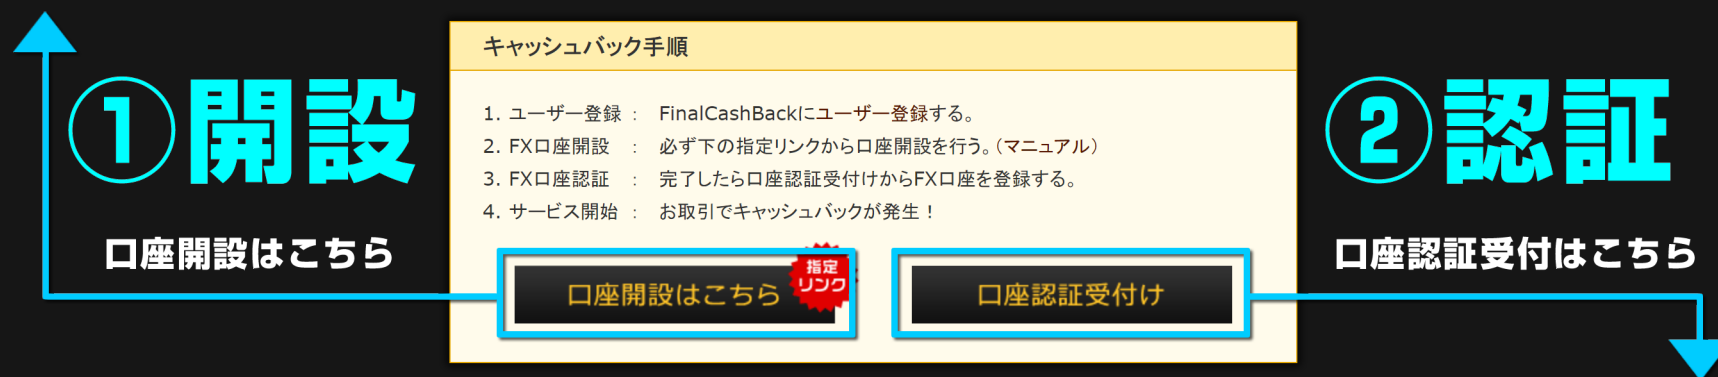 ①開設
口座開設はこちら
キャッシュバック手順
1. ユーザー登録 ： FinalCashBackにユーザー登録する。
2. FX口座開設 ： 必ず下の指定リンクから口座開設を行う。（マニュアル）
3. FX口座認証 ： 完了したら口座認証受付けからFX口座を登録する。
4. サービス開始 ： お取引でキャッシュバックが発生！
口座開設はこちら
指定
リンク
口座認証受付け
②認証
口座認証受付はこちら